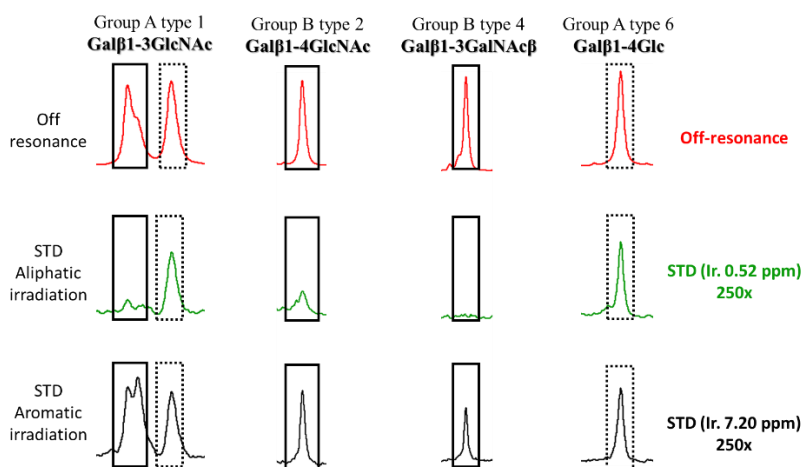 Group A type 1
Galβ1-3GlcNAc
Group B type 2
Galβ1-4GlcNAc
Group B type 4
Galβ1-3GalNAcβ
Group A type 6
Galβ1-4Glc
Off
resonance
Off-resonance
STD
Aliphatic
irradiation
STD (Ir. 0.52 ppm)
250x
STD
Aromatic
irradiation
STD (Ir. 7.20 ppm)
250x